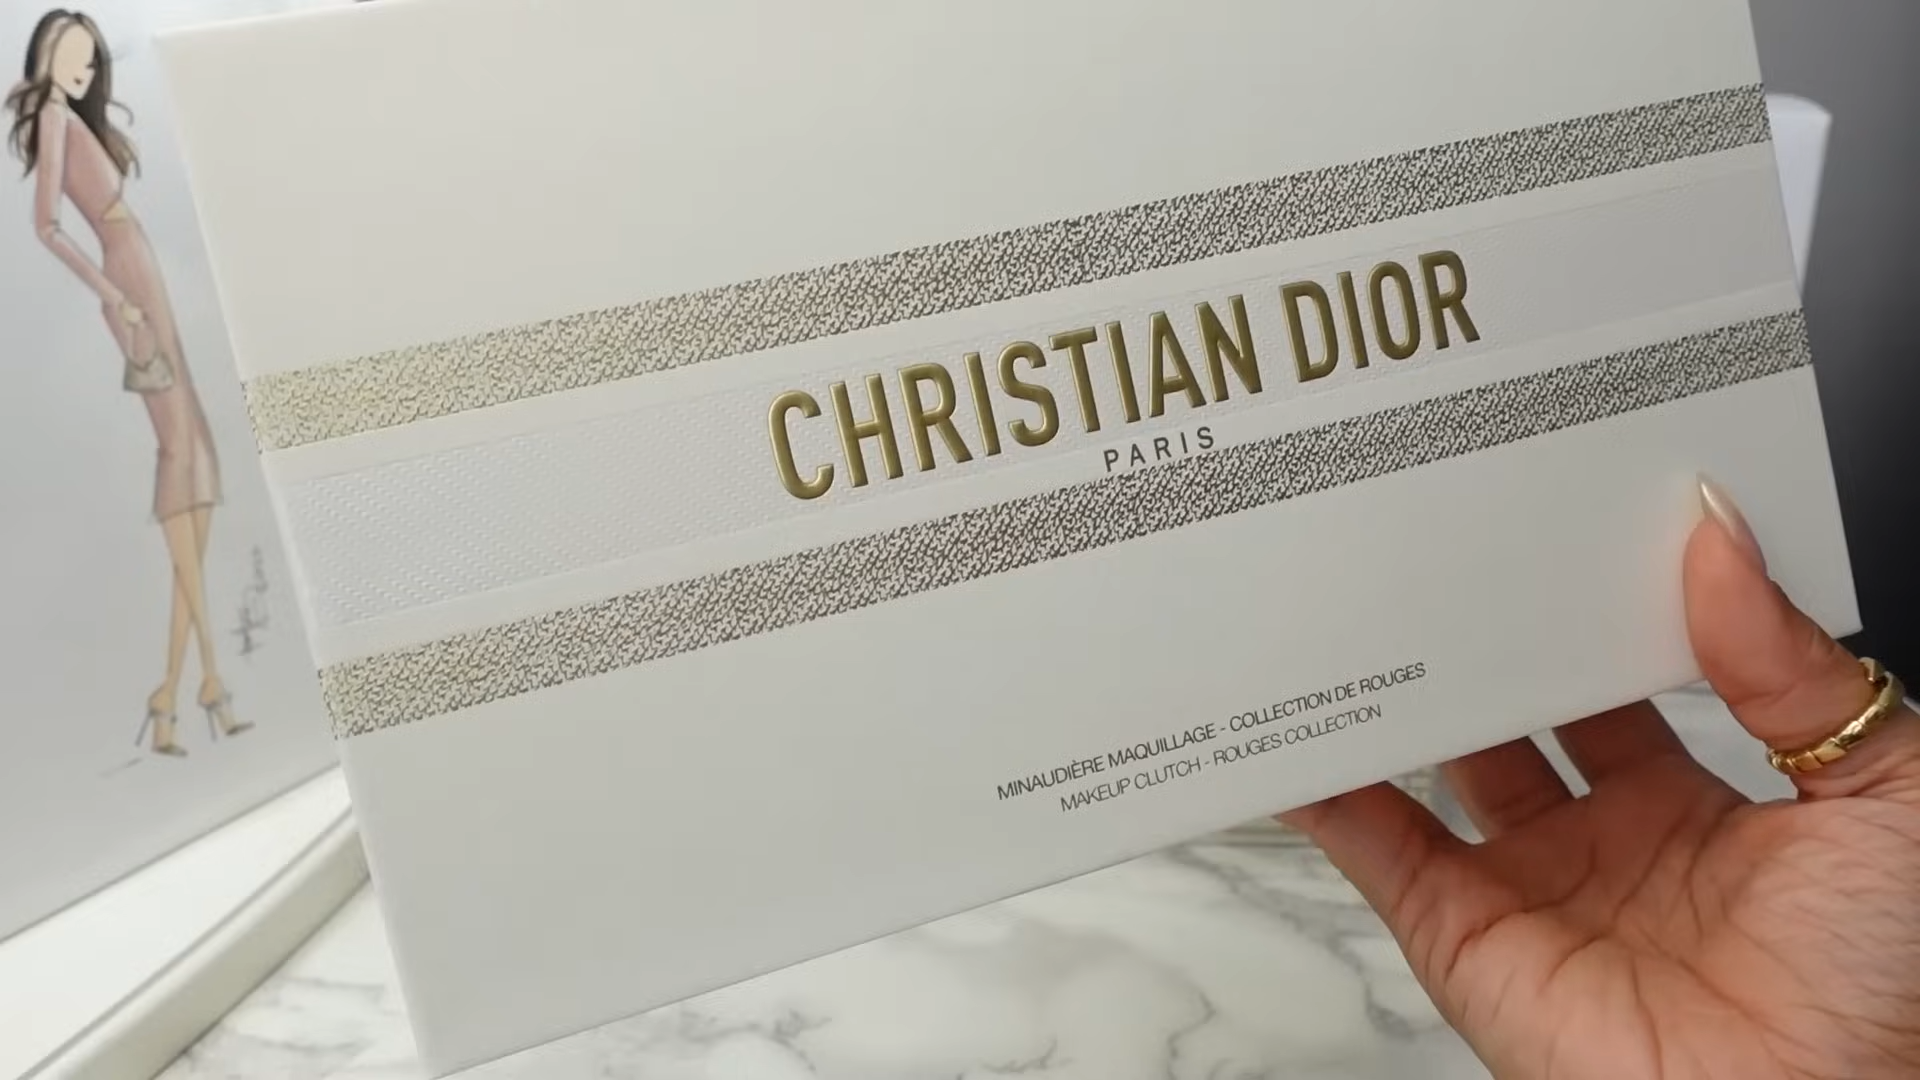 CHRISTIAN DIOR
PARIS
MINAUDIÈRE MAQUILLAGE - COLLECTION DE ROUGES
MAKEUP CLUTCH - ROUGES COLLECTION